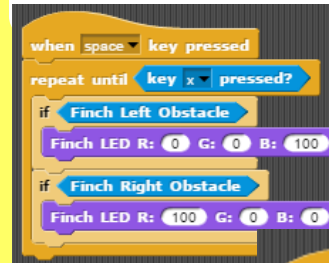 when space key pressed
repeat until key x pressed?
if Finch Left Obstacle
Finch LED R: 0 G: 0 B: 100
if Finch Right Obstacle
Finch LED R: 100 G: 0 B: 0